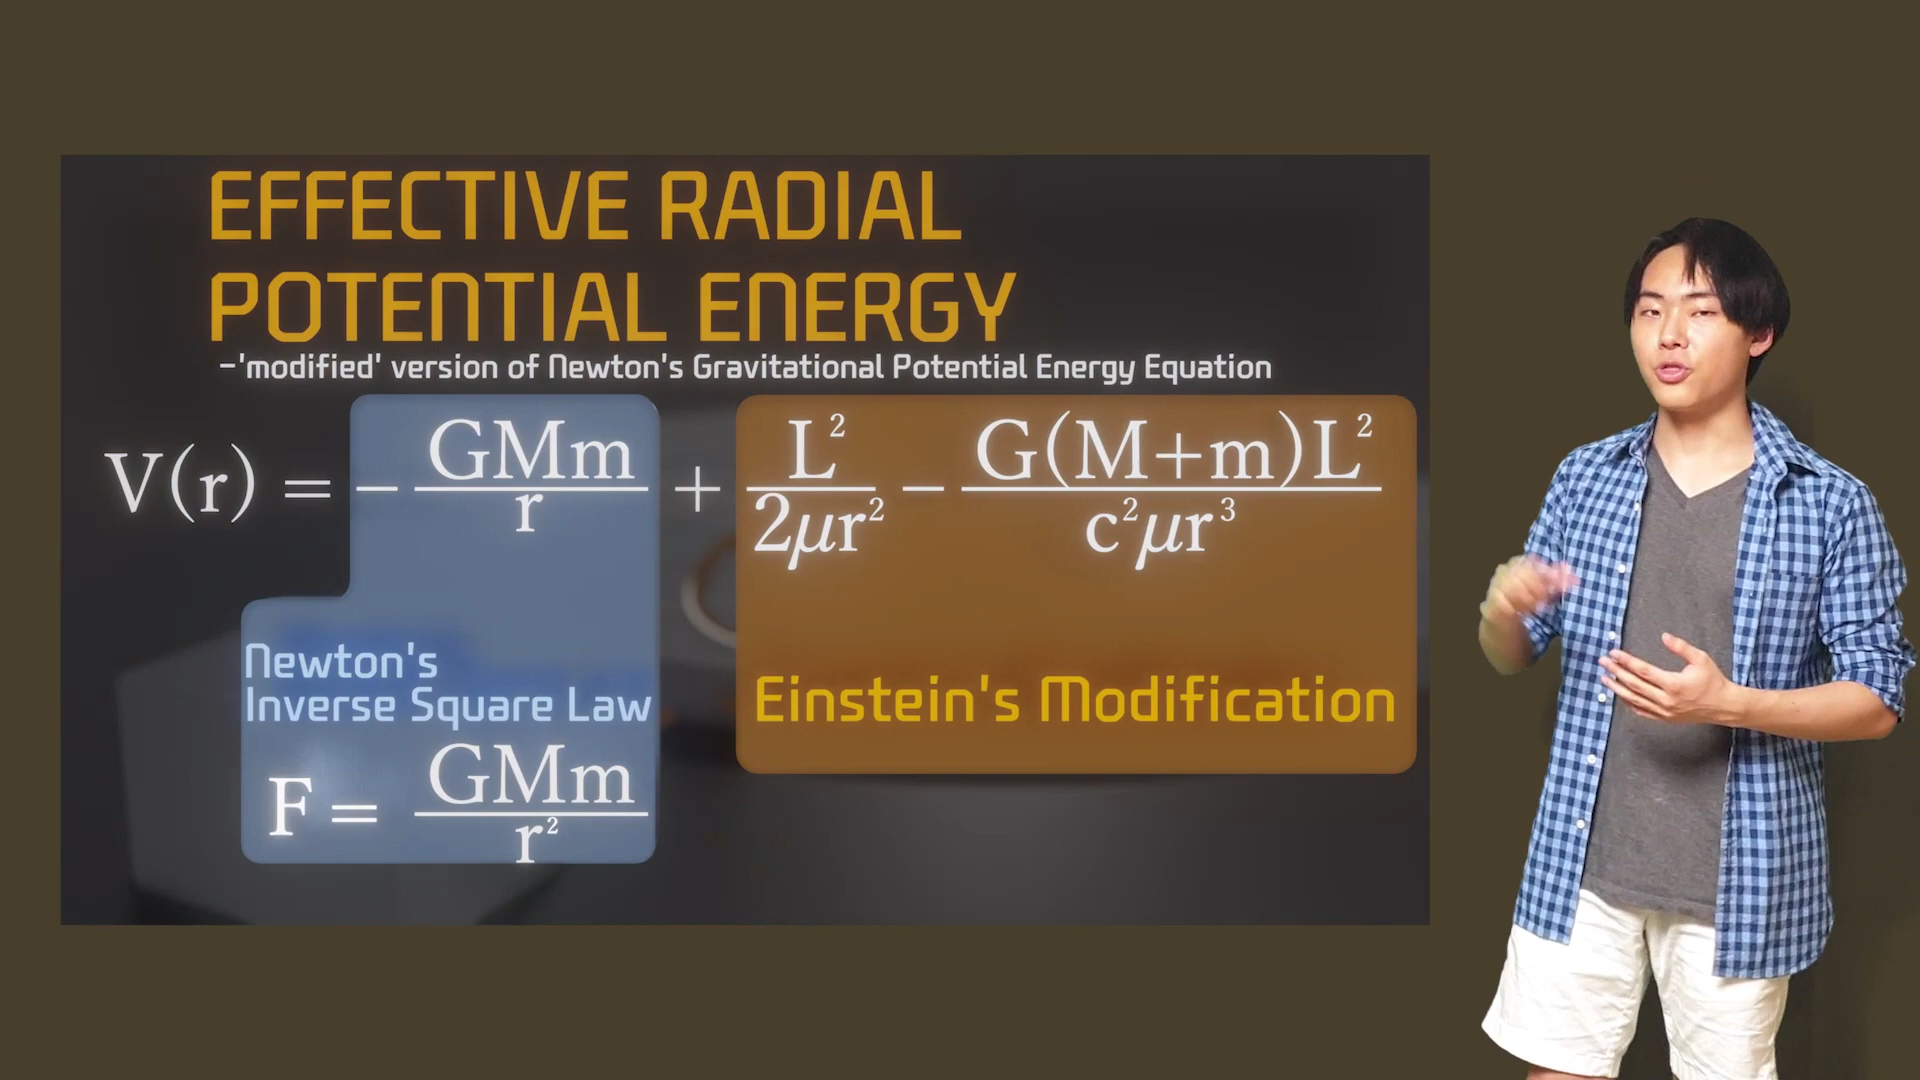 EFFECTIVE RADIAL
POTENTIAL ENERGY
-'modified' version of Newton's Gravitational Potential Energy Equation
V(r) = - GMm/r + L²/2μr² - G(M+m)L²/c²μr³
Newton's
Inverse Square Law
Einstein's Modification
F = GMm/r²